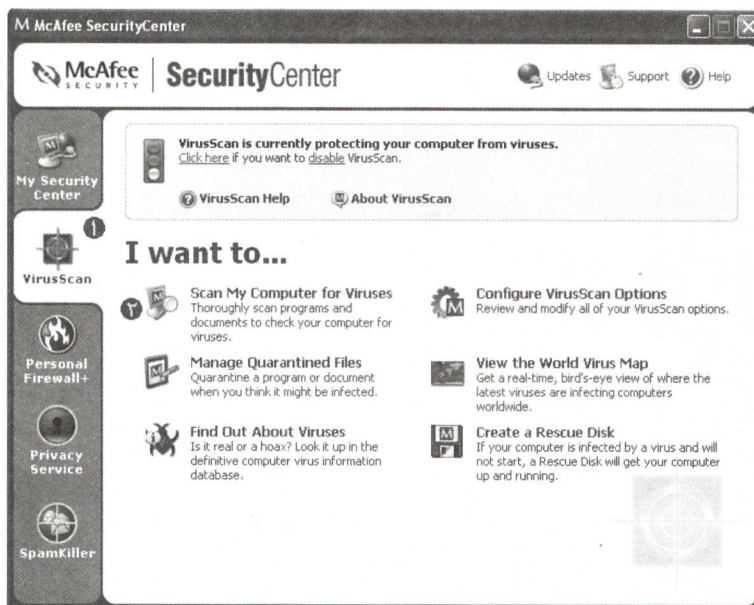 M McAfee SecurityCenter
McAfee SECURITY
SecurityCenter
Updates Support Help
My Security Center
VirusScan
Personal Firewall+
Privacy Service
SpamKiller
VirusScan is currently protecting your computer from viruses.
Click here if you want to disable VirusScan.
VirusScan Help About VirusScan
I want to...
١
٢
Scan My Computer for Viruses
Thoroughly scan programs and
documents to check your computer for
viruses.
Configure VirusScan Options
Review and modify all of your VirusScan options.
Manage Quarantined Files
Quarantine a program or document
when you think it might be infected.
View the World Virus Map
Get a real-time, bird's-eye view of where the
latest viruses are infecting computers
worldwide.
Find Out About Viruses
Is it real or a hoax? Look it up in the
definitive computer virus information
database.
Create a Rescue Disk
If your computer is infected by a virus and will
not start, a Rescue Disk will get your computer
up and running.